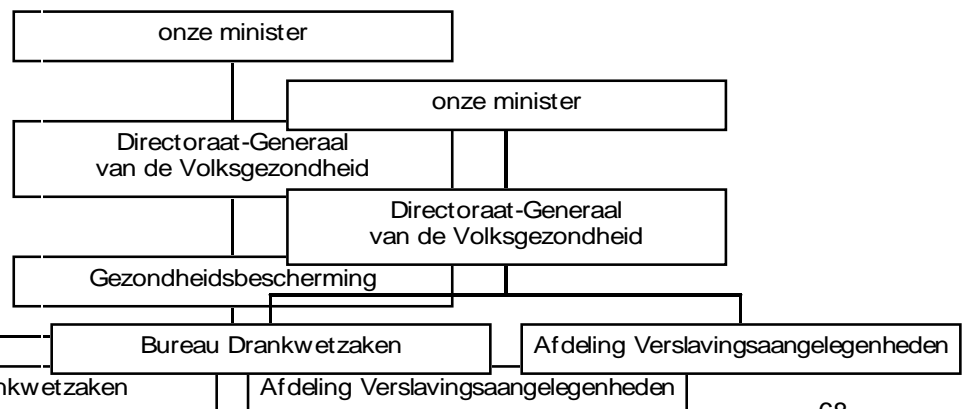 onze minister
onze minister
Directoraat-Generaal
van de Volksgezondheid
Directoraat-Generaal
van de Volksgezondheid
Gezondheidsbescherming
Bureau Drankwetzaken
Afdeling Verslavingsaangelegenheden
nkwetzaken
Afdeling Verslavingsaangelegenheden